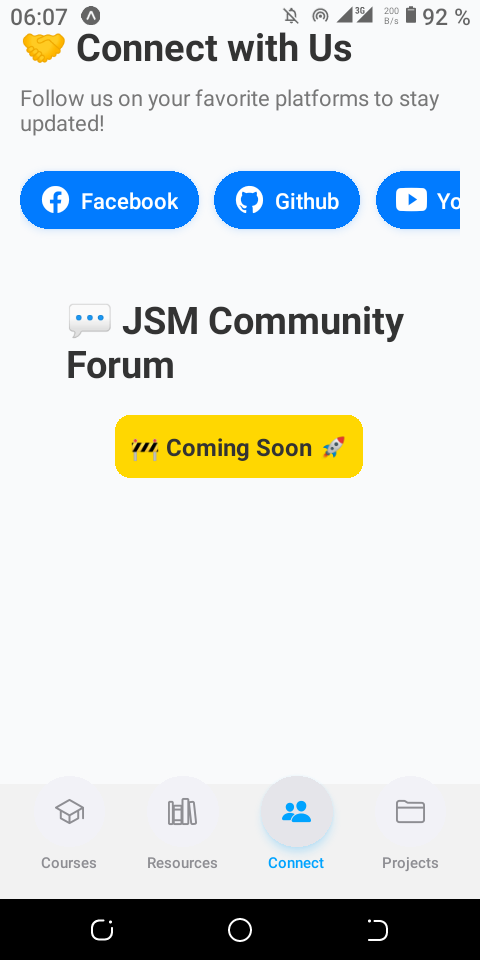 06:07 3G 200 B/s 92 %
🤝 Connect with Us
Follow us on your favorite platforms to stay
updated!
Facebook Github Yo
💬 JSM Community
Forum
🚧 Coming Soon 🚀
Courses Resources Connect Projects